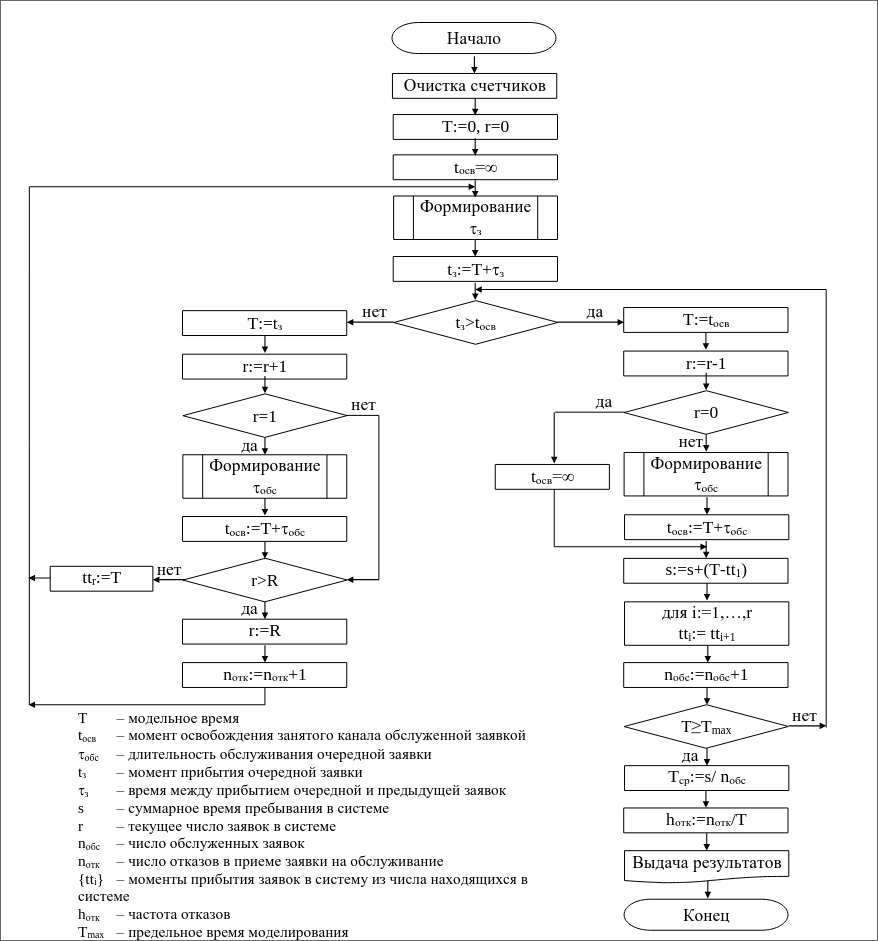 Начало
Очистка счетчиков
T:=0, r=0
tосв=∞
Формирование
τз
tз:=T+τз
tз>tосв
нет
да
T:=tз
r:=r+1
r=1
нет
да
Формирование
τобс
tосв:=T+τобс
r>R
нет
ttr:=T
да
r:=R
nотк:=nотк+1
T:=tосв
r:=r-1
r=0
да
нет
tосв=∞
Формирование
τобс
tосв:=T+τобс
s:=s+(T-tt1)
для i:=1,…,r
tti:= tti+1
nобс:=nобс+1
T≥Tmax
нет
да
Tср:=s/ nобс
hотк:=nотк/T
Выдача результатов
Конец
T – модельное время
tосв – момент освобождения занятого канала обслуженной заявкой
τобс – длительность обслуживания очередной заявки
tз – момент прибытия очередной заявки
τз – время между прибытием очередной и предыдущей заявок
s – суммарное время пребывания в системе
r – текущее число заявок в системе
nобс – число обслуженных заявок
nотк – число отказов в приеме заявки на обслуживание
{tti} – моменты прибытия заявок в систему из числа находящихся в
системе
hотк – частота отказов
Tmax – предельное время моделирования